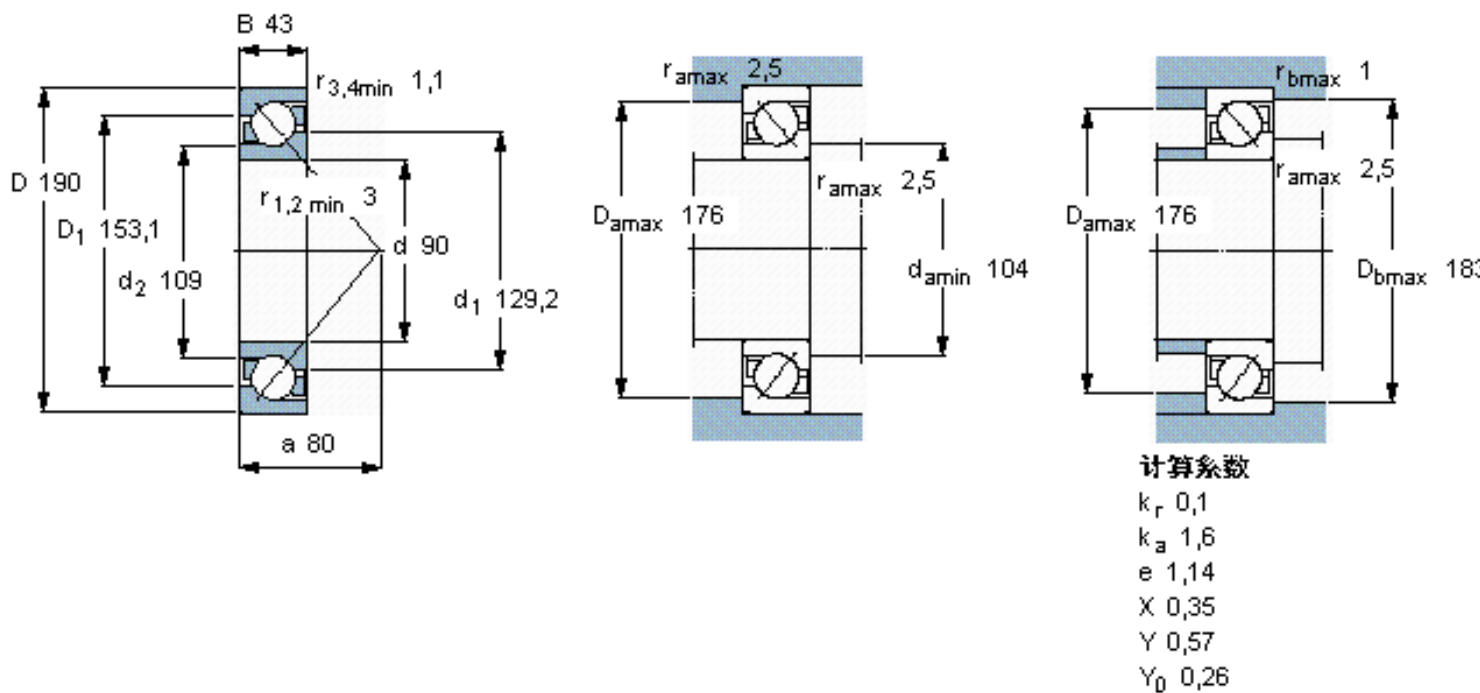 B 43
r3,4min 1,1
D 190
D1 153,1
d2 109
r1,2 min 3
d 90
d1 129,2
a 80
ramax 2,5
Damax 176
ramax 2,5
damin 104
rbmax 1
ramax 2,5
Damax 176
Dbmax 183
计算系数
kr 0,1
ka 1,6
e 1,14
X 0,35
Y 0,57
Y0 0,26